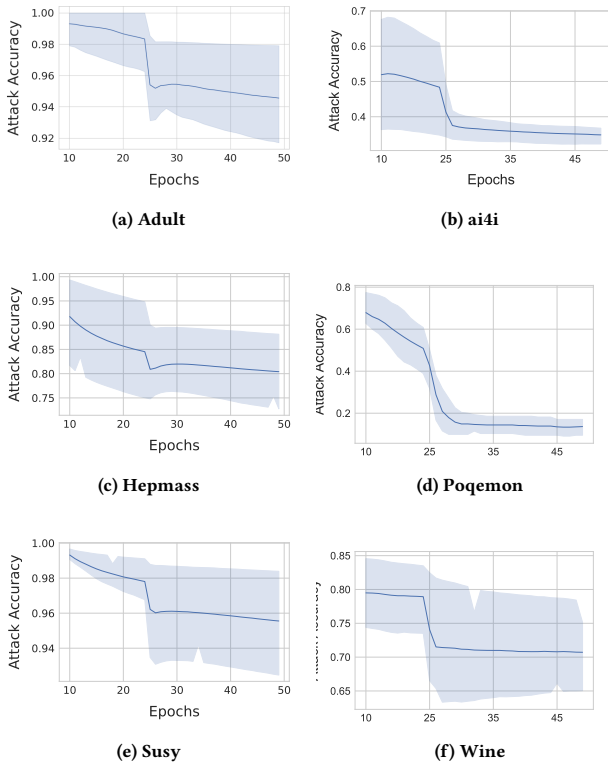 1.00
0.98
0.96
0.94
0.92
Attack Accuracy
10 20 30 40 50
Epochs
(a) Adult
0.7
0.6
0.4
Attack Accuracy
10 25 35 45
Epochs
(b) ai4i
1.00
0.95
0.90
0.85
0.80
0.75
Attack Accuracy
10 20 30 40 50
Epochs
(c) Hepmass
0.8
0.6
0.4
0.2
Attack Accuracy
10 25 35 45
(d) Poqemon
1.00
0.98
0.96
0.94
Attack Accuracy
10 20 30 40 50
Epochs
(e) Susy
0.85
0.80
0.70
0.65
10 25 35 45
(f) Wine